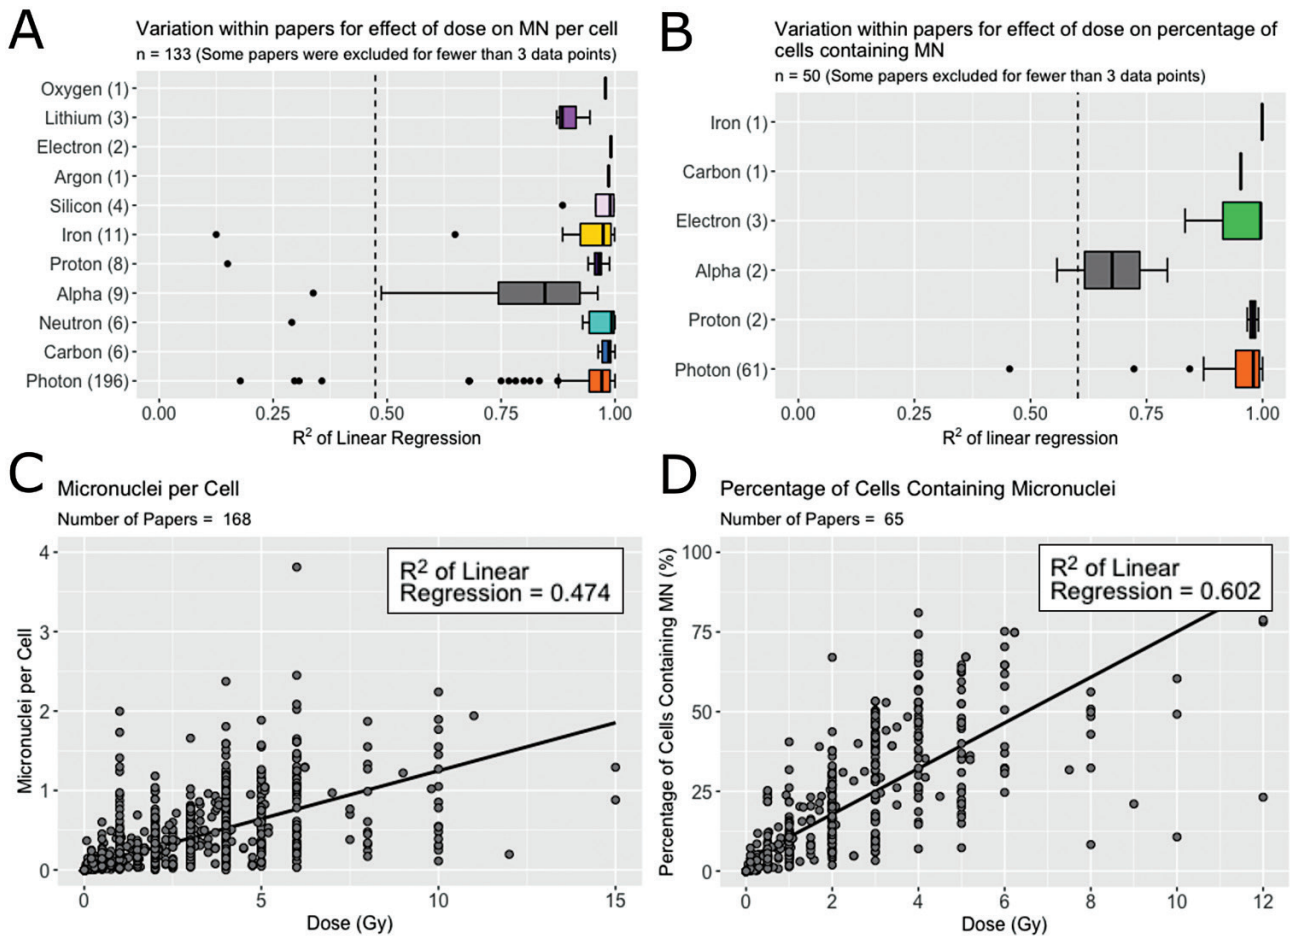 A
Variation within papers for effect of dose on MN per cell
n = 133 (Some papers were excluded for fewer than 3 data points)
Oxygen (1)
Lithium (3)
Electron (2)
Argon (1)
Silicon (4)
Iron (11)
Proton (8)
Alpha (9)
Neutron (6)
Carbon (6)
Photon (196)
0.00 0.25 0.50 0.75 1.00
R² of Linear Regression
B
Variation within papers for effect of dose on percentage of
cells containing MN
n = 50 (Some papers excluded for fewer than 3 data points)
Iron (1)
Carbon (1)
Electron (3)
Alpha (2)
Proton (2)
Photon (61)
0.00 0.25 0.50 0.75 1.00
R² of linear regression
C
Micronuclei per Cell
Number of Papers = 168
R² of Linear
Regression = 0.474
Micronuclei per Cell
4
3
2
1
0
0 5 10 15
Dose (Gy)
D
Percentage of Cells Containing Micronuclei
Number of Papers = 65
R² of Linear
Regression = 0.602
Percentage of Cells Containing MN (%)
100
75
50
25
0
0 2 4 6 8 10 12
Dose (Gy)